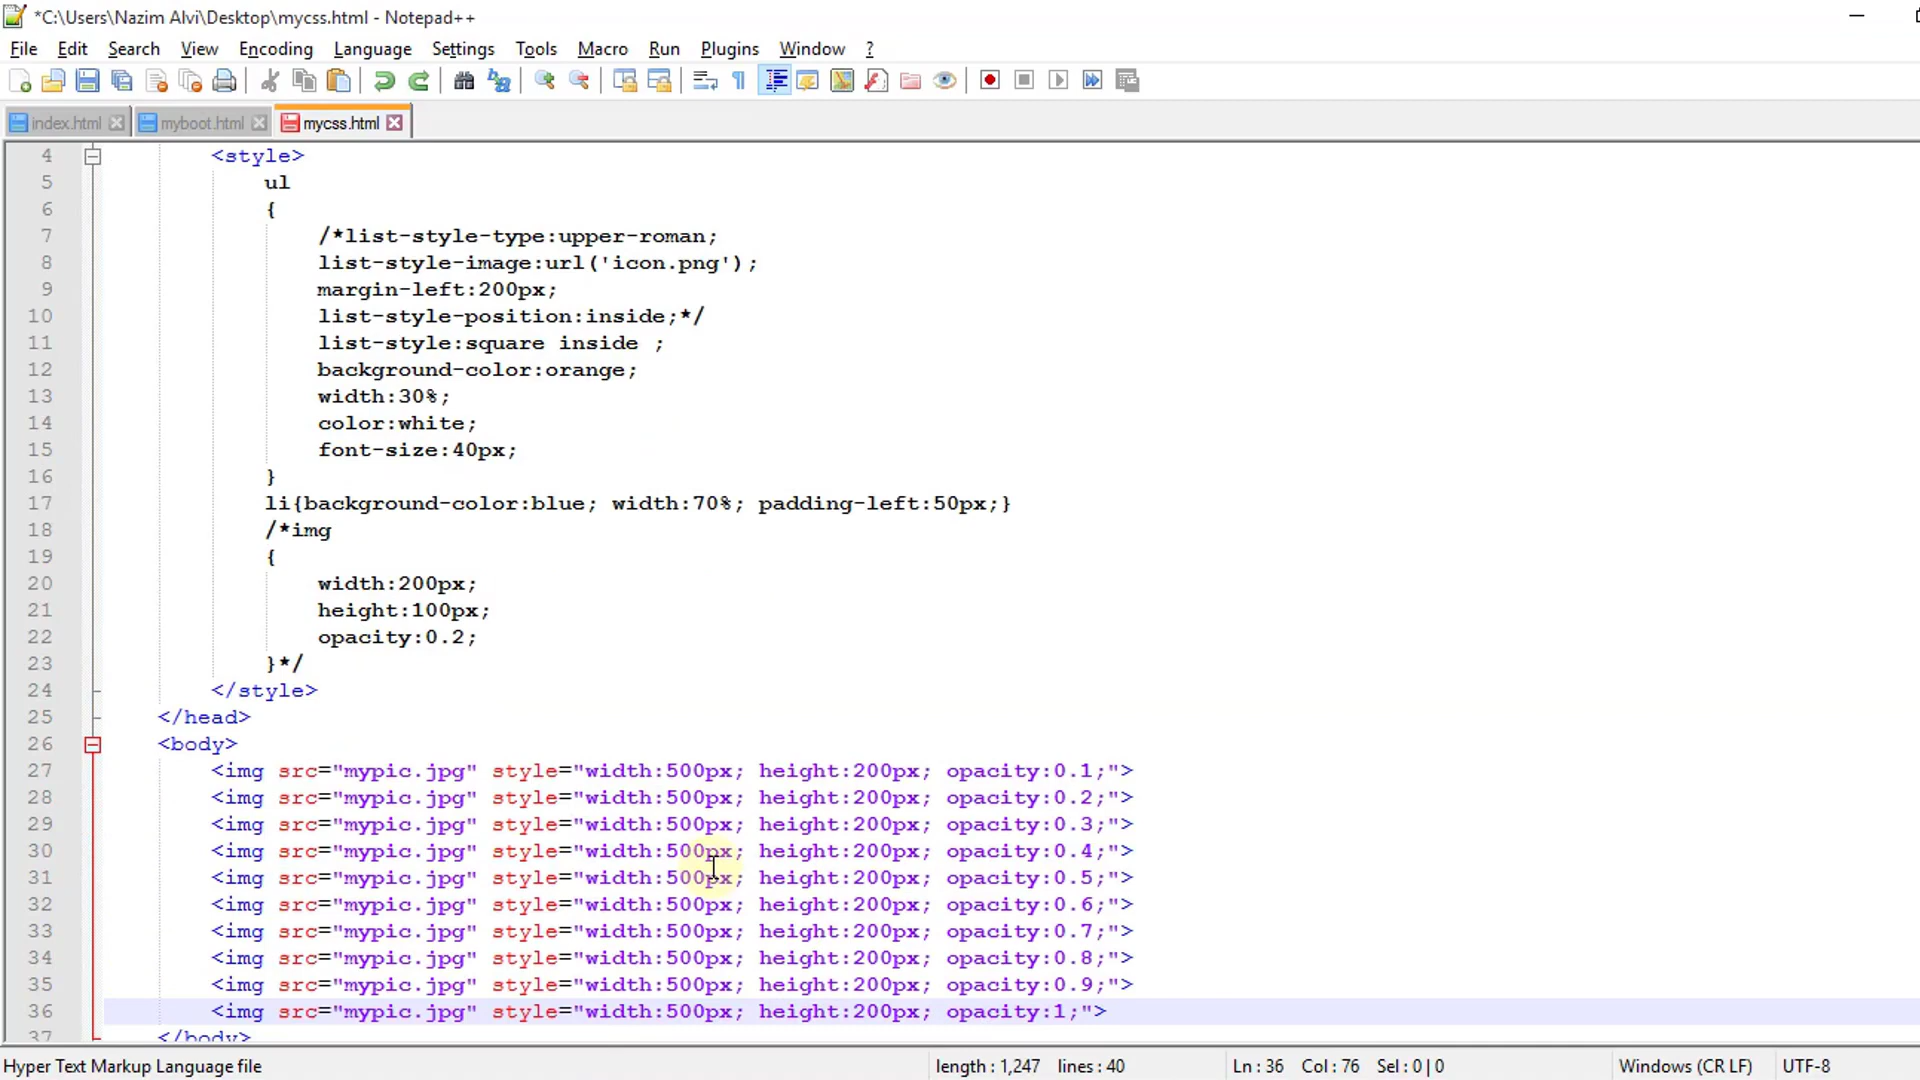 *C:\Users\Nazim Alvi\Desktop\mycss.html - Notepad++
File Edit Search View Encoding Language Settings Tools Macro Run Plugins Window ?
index.html myboot.html mycss.html
4 <style>
5 ul
6 {
7 /*list-style-type:upper-roman;
8 list-style-image:url('icon.png');
9 margin-left:200px;
10 list-style-position:inside;*/
11 list-style:square inside ;
12 background-color:orange;
13 width:30%;
14 color:white;
15 font-size:40px;
16 }
17 li{background-color:blue; width:70%; padding-left:50px;}
18 /*img
19 {
20 width:200px;
21 height:100px;
22 opacity:0.2;
23 }*/
24 </style>
25 </head>
26 <body>
27 <img src="mypic.jpg" style="width:500px; height:200px; opacity:0.1;">
28 <img src="mypic.jpg" style="width:500px; height:200px; opacity:0.2;">
29 <img src="mypic.jpg" style="width:500px; height:200px; opacity:0.3;">
30 <img src="mypic.jpg" style="width:500px; height:200px; opacity:0.4;">
31 <img src="mypic.jpg" style="width:500px; height:200px; opacity:0.5;">
32 <img src="mypic.jpg" style="width:500px; height:200px; opacity:0.6;">
33 <img src="mypic.jpg" style="width:500px; height:200px; opacity:0.7;">
34 <img src="mypic.jpg" style="width:500px; height:200px; opacity:0.8;">
35 <img src="mypic.jpg" style="width:500px; height:200px; opacity:0.9;">
36 <img src="mypic.jpg" style="width:500px; height:200px; opacity:1;">
37 </body>
Hyper Text Markup Language file length : 1,247 lines : 40 Ln : 36 Col : 76 Sel : 0 | 0 Windows (CR LF) UTF-8